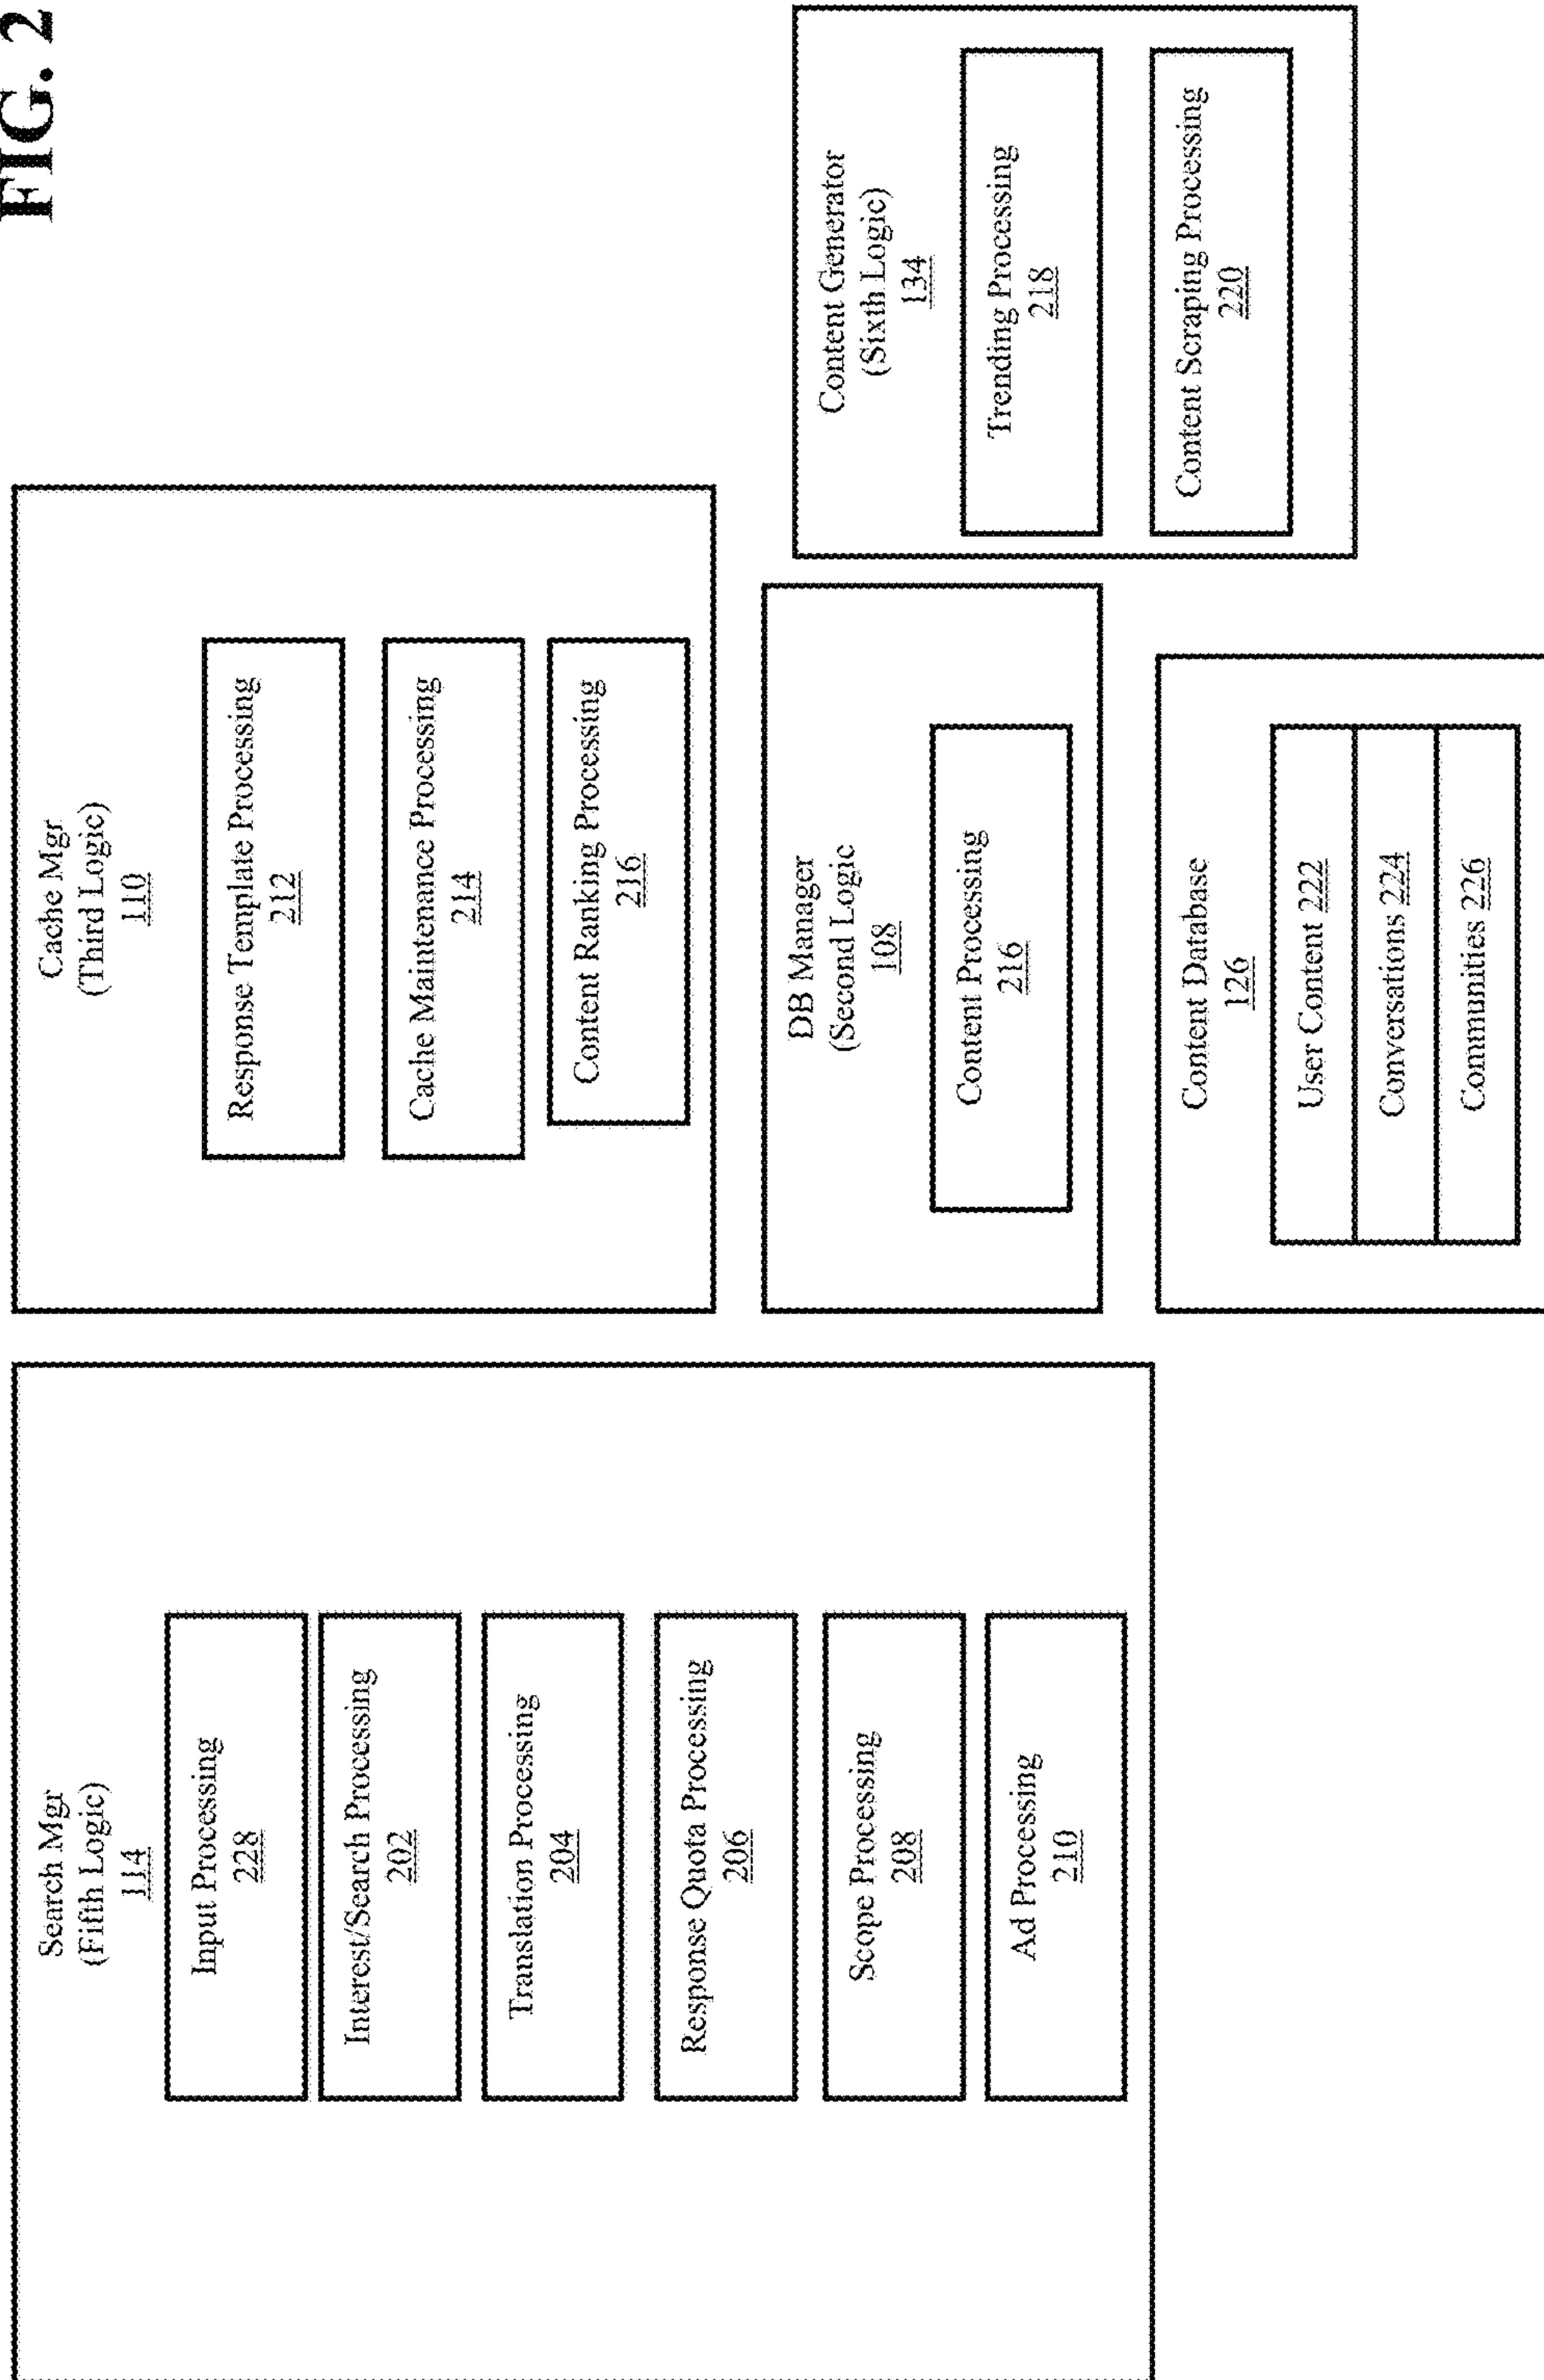 FIG. 2
Search Mgr
(Fifth Logic)
114
Input Processing
228
Interest/Search Processing
202
Translation Processing
204
Response Quota Processing
206
Scope Processing
208
Ad Processing
210
Cache Mgr
(Third Logic)
110
Response Template Processing
212
Cache Maintenance Processing
214
Content Ranking Processing
216
DB Manager
(Second Logic
108
Content Processing
216
Content Database
126
User Content 222
Conversations 224
Communities 226
Content Generator
(Sixth Logic)
134
Trending Processing
218
Content Scraping Processing
220